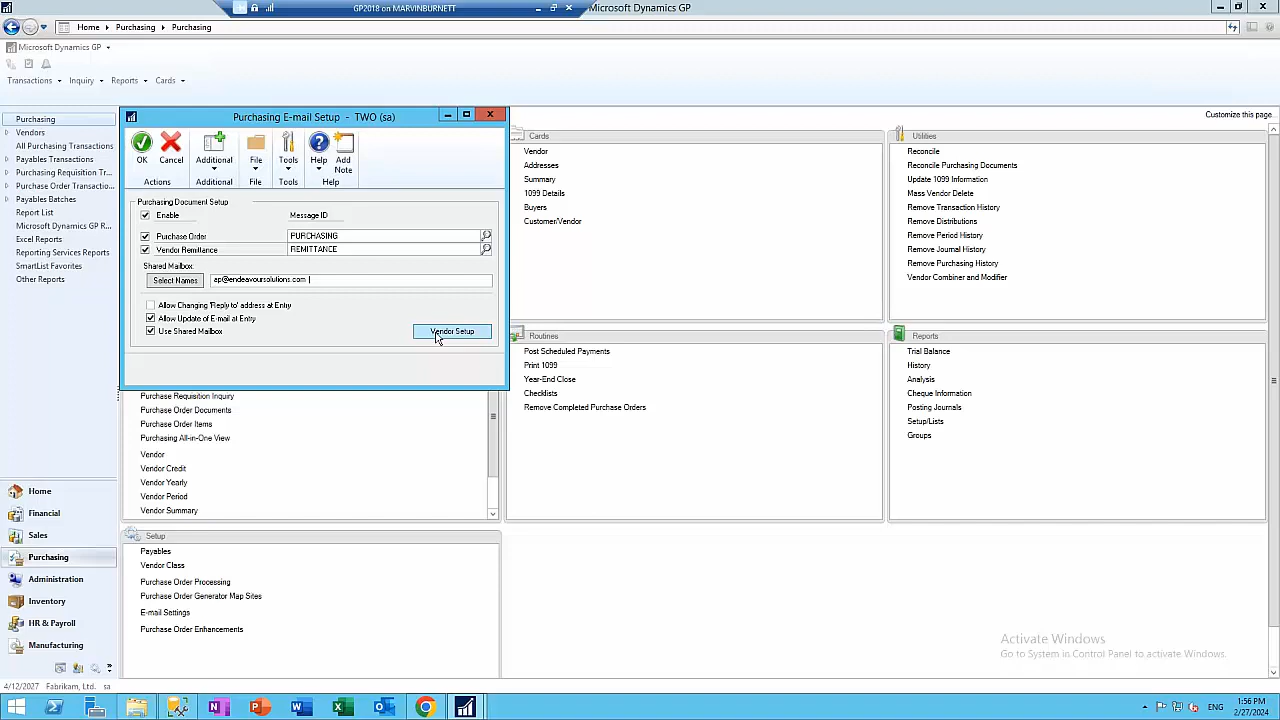 GP2018 on MARVINBURNETT
Microsoft Dynamics GP
Home Purchasing Purchasing
Microsoft Dynamics GP
Transactions Inquiry Reports Cards
Customize this page...
Purchasing
Vendors
All Purchasing Transactions
Payables Transactions
Purchasing Requisition Tr...
Purchase Order Transactio...
Payables Batches
Report List
Microsoft Dynamics GP R...
Excel Reports
Reporting Services Reports
SmartList Favorites
Other Reports
Purchasing E-mail Setup - TWO (sa)
OK
Cancel
Additional
File
Tools
Help
Add Note
Actions
Additional
File
Tools
Help
Purchasing Document Setup
Enable
Message ID
Purchase Order
PURCHASING
Vendor Remittance
REMITTANCE
Shared Mailbox:
Select Names
ap@endeavoursolutions.com
Allow Changing 'Reply to' address at Entry
Allow Update of E-mail at Entry
Use Shared Mailbox
Vendor Setup
Purchase Requisition Inquiry
Purchase Order Documents
Purchase Order Items
Purchasing All-in-One View
Vendor
Vendor Credit
Vendor Yearly
Vendor Period
Vendor Summary
Setup
Payables
Vendor Class
Purchase Order Processing
Purchase Order Generator Map Sites
E-mail Settings
Purchase Order Enhancements
Cards
Vendor
Addresses
Summary
1099 Details
Buyers
Customer/Vendor
Routines
Post Scheduled Payments
Print 1099
Year-End Close
Checklists
Remove Completed Purchase Orders
Utilities
Reconcile
Reconcile Purchasing Documents
Update 1099 Information
Mass Vendor Delete
Remove Transaction History
Remove Distributions
Remove Period History
Remove Journal History
Remove Purchasing History
Vendor Combiner and Modifier
Reports
Trial Balance
History
Analysis
Cheque Information
Posting Journals
Setup/Lists
Groups
Home
Financial
Sales
Purchasing
Administration
Inventory
HR & Payroll
Manufacturing
Activate Windows
Go to System in Control Panel to activate Windows.
4/12/2027 Fabrikam, Ltd. sa
ENG
1:56 PM
2/27/2024